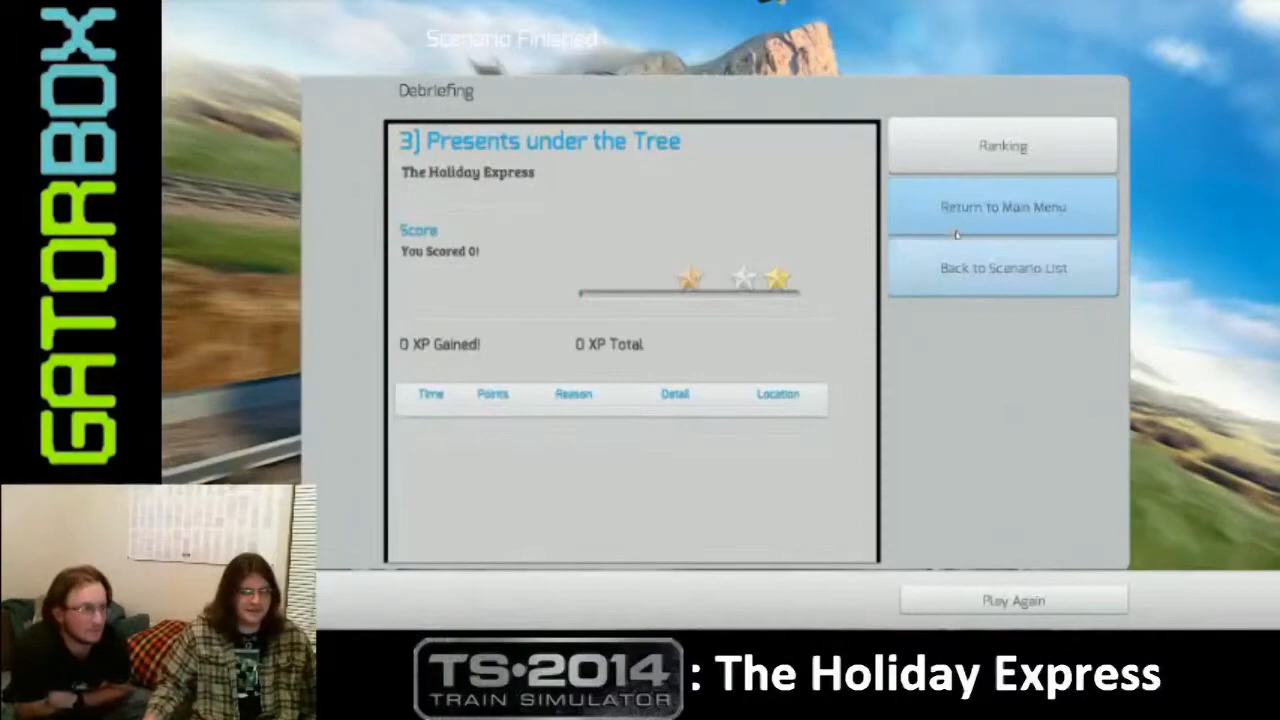 GATORBOX
Scenario Finished
Debriefing
3] Presents under the Tree
The Holiday Express
Score
You Scored 0!
0 XP Gained!
0 XP Total
Time Points Reason Detail Location
Ranking
Return to Main Menu
Back to Scenario List
Play Again
TS•2014
TRAIN SIMULATOR
: The Holiday Express